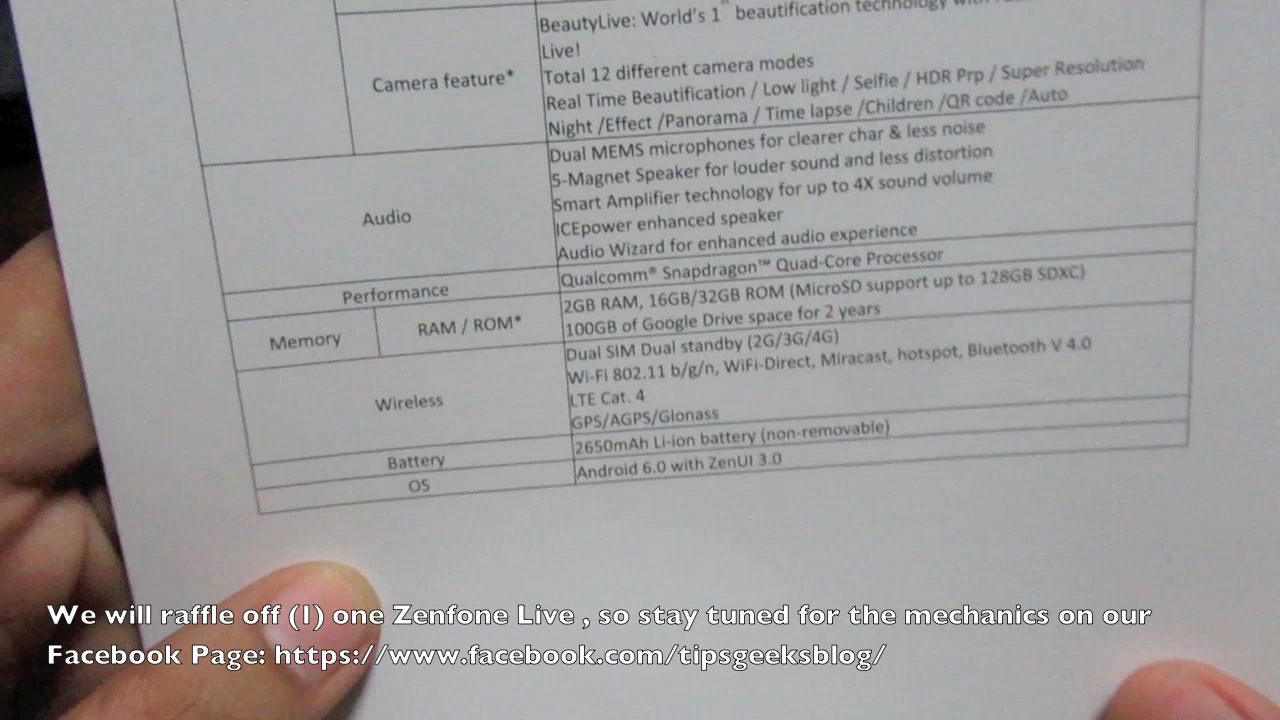 BeautyLive: World's 1 beautification technology
Live!
Camera feature*
Total 12 different camera modes
Real Time Beautification / Low light / Selfie / HDR Prp / Super Resolution
Night /Effect /Panorama / Time lapse /Children /QR code /Auto
Audio
Dual MEMS microphones for clearer char & less noise
5-Magnet Speaker for louder sound and less distortion
Smart Amplifier technology for up to 4X sound volume
ICEpower enhanced speaker
Audio Wizard for enhanced audio experience
Performance
Qualcomm® Snapdragon™ Quad-Core Processor
Memory
RAM / ROM*
2GB RAM, 16GB/32GB ROM (MicroSD support up to 128GB SDXC)
100GB of Google Drive space for 2 years
Wireless
Dual SIM Dual standby (2G/3G/4G)
Wi-Fi 802.11 b/g/n, WiFi-Direct, Miracast, hotspot, Bluetooth V 4.0
LTE Cat. 4
GPS/AGPS/Glonass
Battery
2650mAh Li-ion battery (non-removable)
OS
Android 6.0 with ZenUI 3.0
We will raffle off (1) one Zenfone Live , so stay tuned for the mechanics on our
Facebook Page: https://www.facebook.com/tipsgeeksblog/